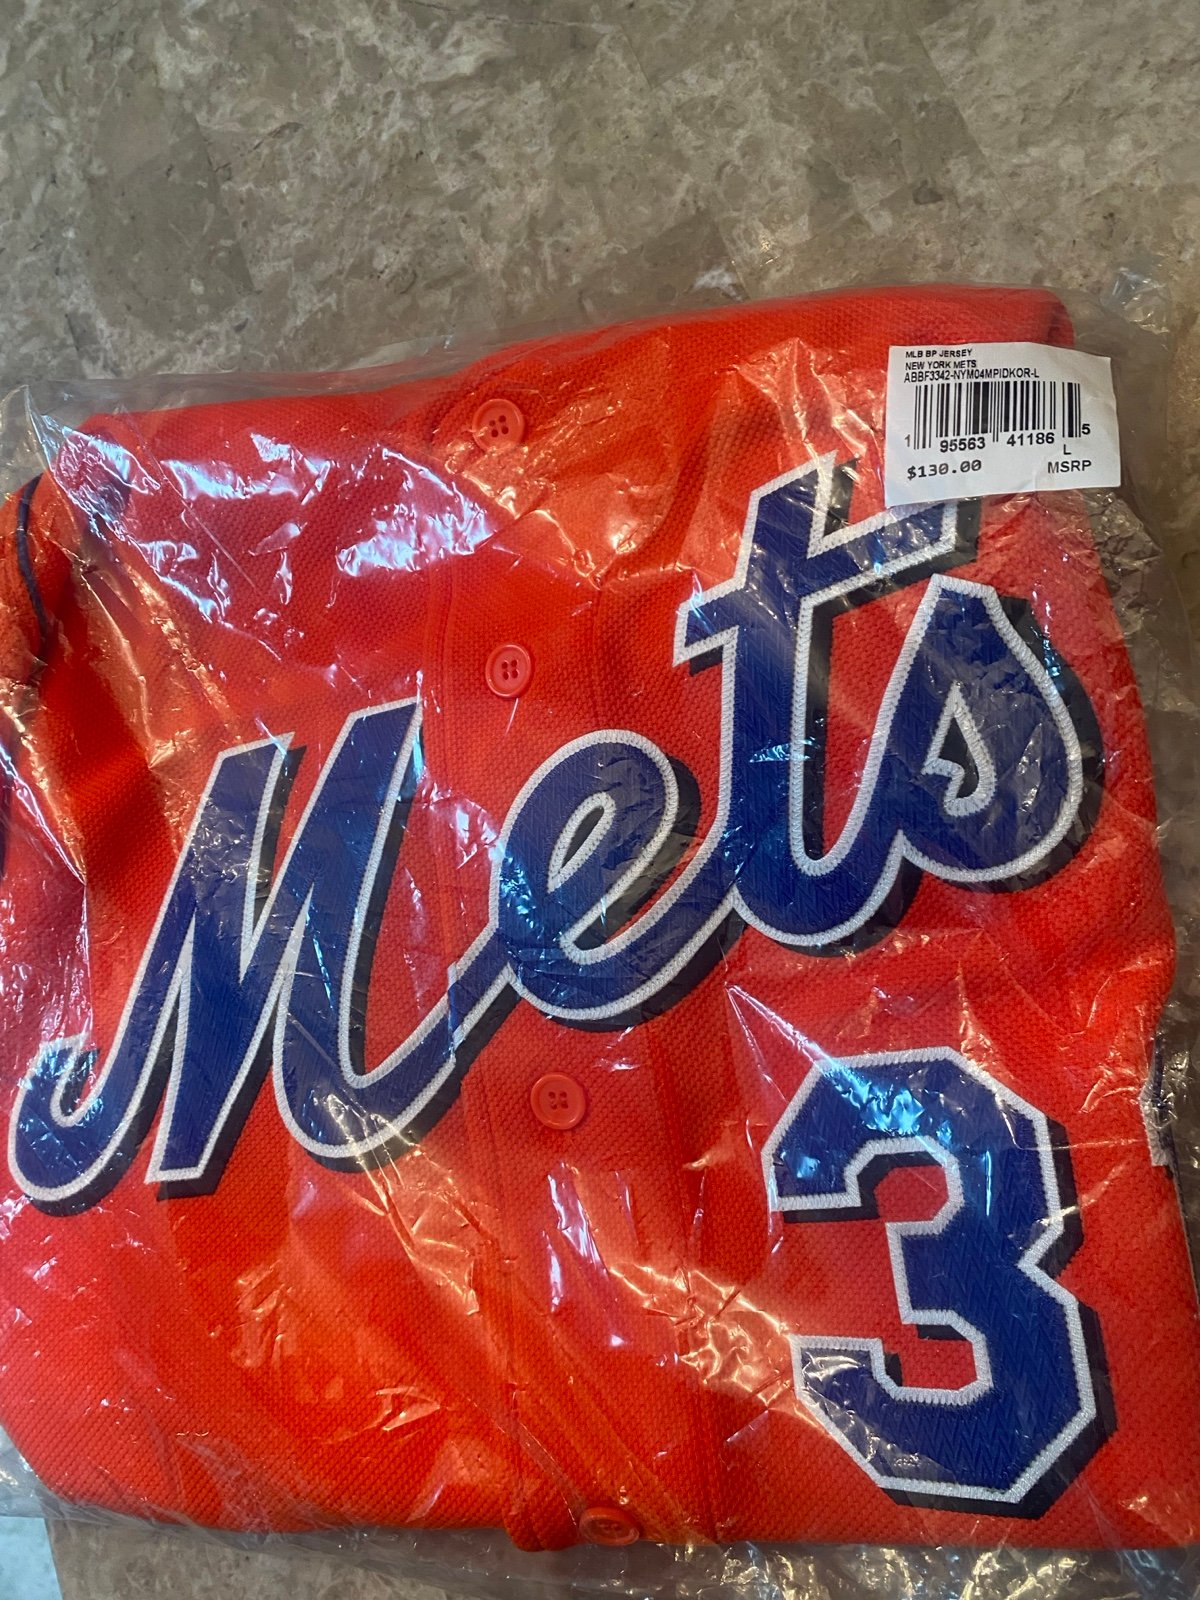 MLB BP JERSEY
NEW YORK METS
ABBF3342-NYM04MPIDKOR-L
1 95563 41186 5
L
$130.00 MSRP
Mets
3